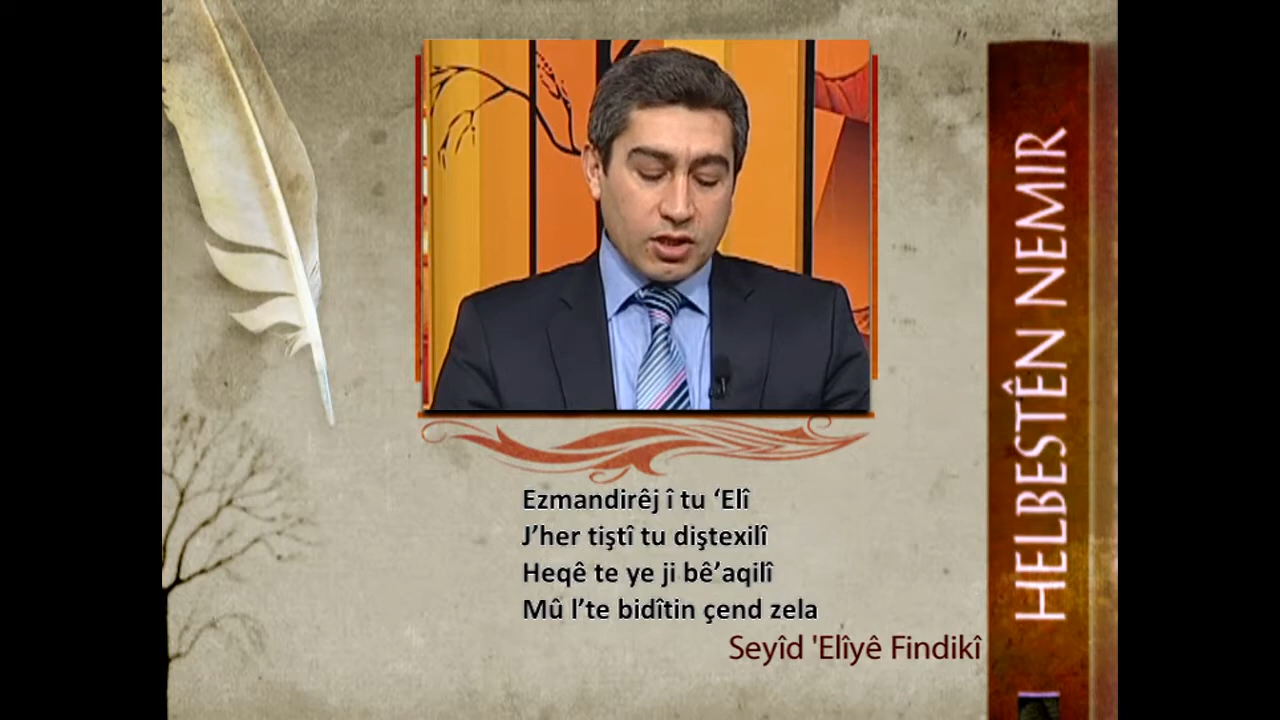 Ezmandirêj î tu ‘Elî
J’her tiştî tu diştexilî
Heqê te ye ji bê’aqilî
Mû l’te bidîtin çend zela
Seyîd 'Elîyê Findikî
HELBESTÊN NEMIR